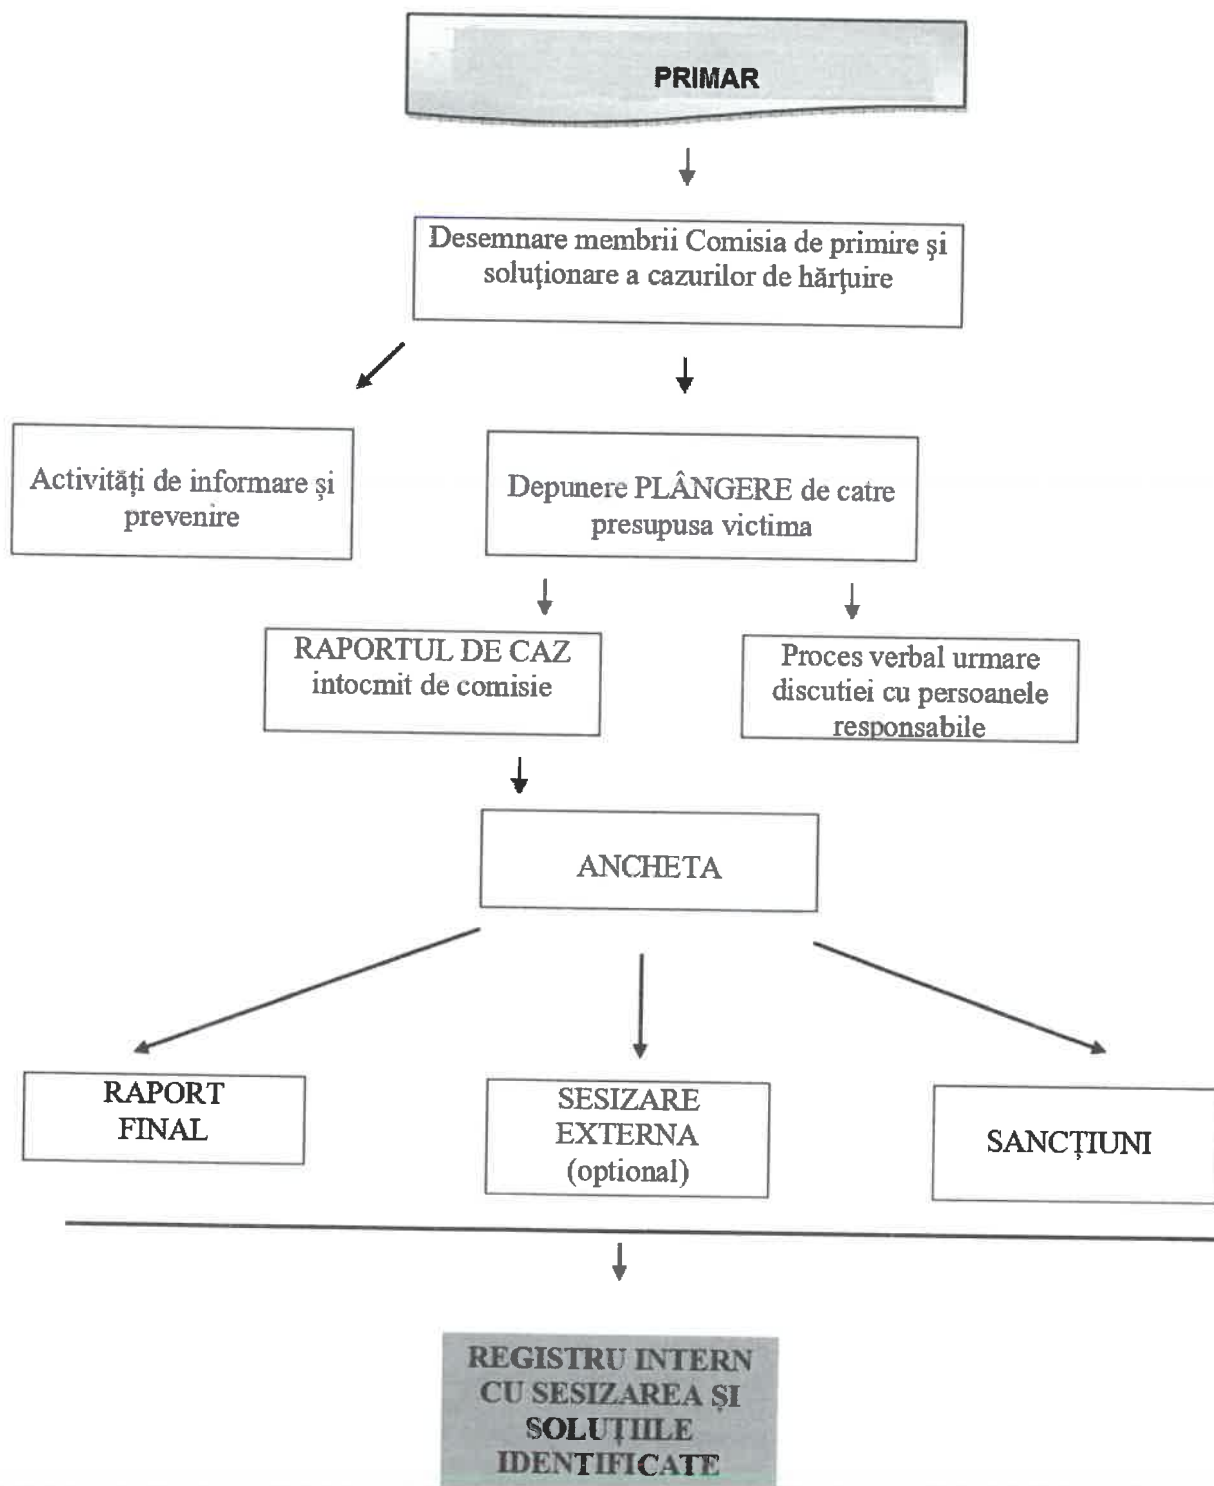 PRIMAR
Desemnare membrii Comisia de primire şi
soluţionare a cazurilor de hărţuire
Activități de informare și
prevenire
Depunere PLÂNGERE de catre
presupusa victima
RAPORTUL DE CAZ
intocmit de comisie
Proces verbal urmare
discutiei cu persoanele
responsabile
ANCHETA
RAPORT
FINAL
SESIZARE
EXTERNA
(optional)
SANCȚIUNI
REGISTRU INTERN
CU SESIZAREA ȘI
SOLUȚIILE
IDENTIFICATE